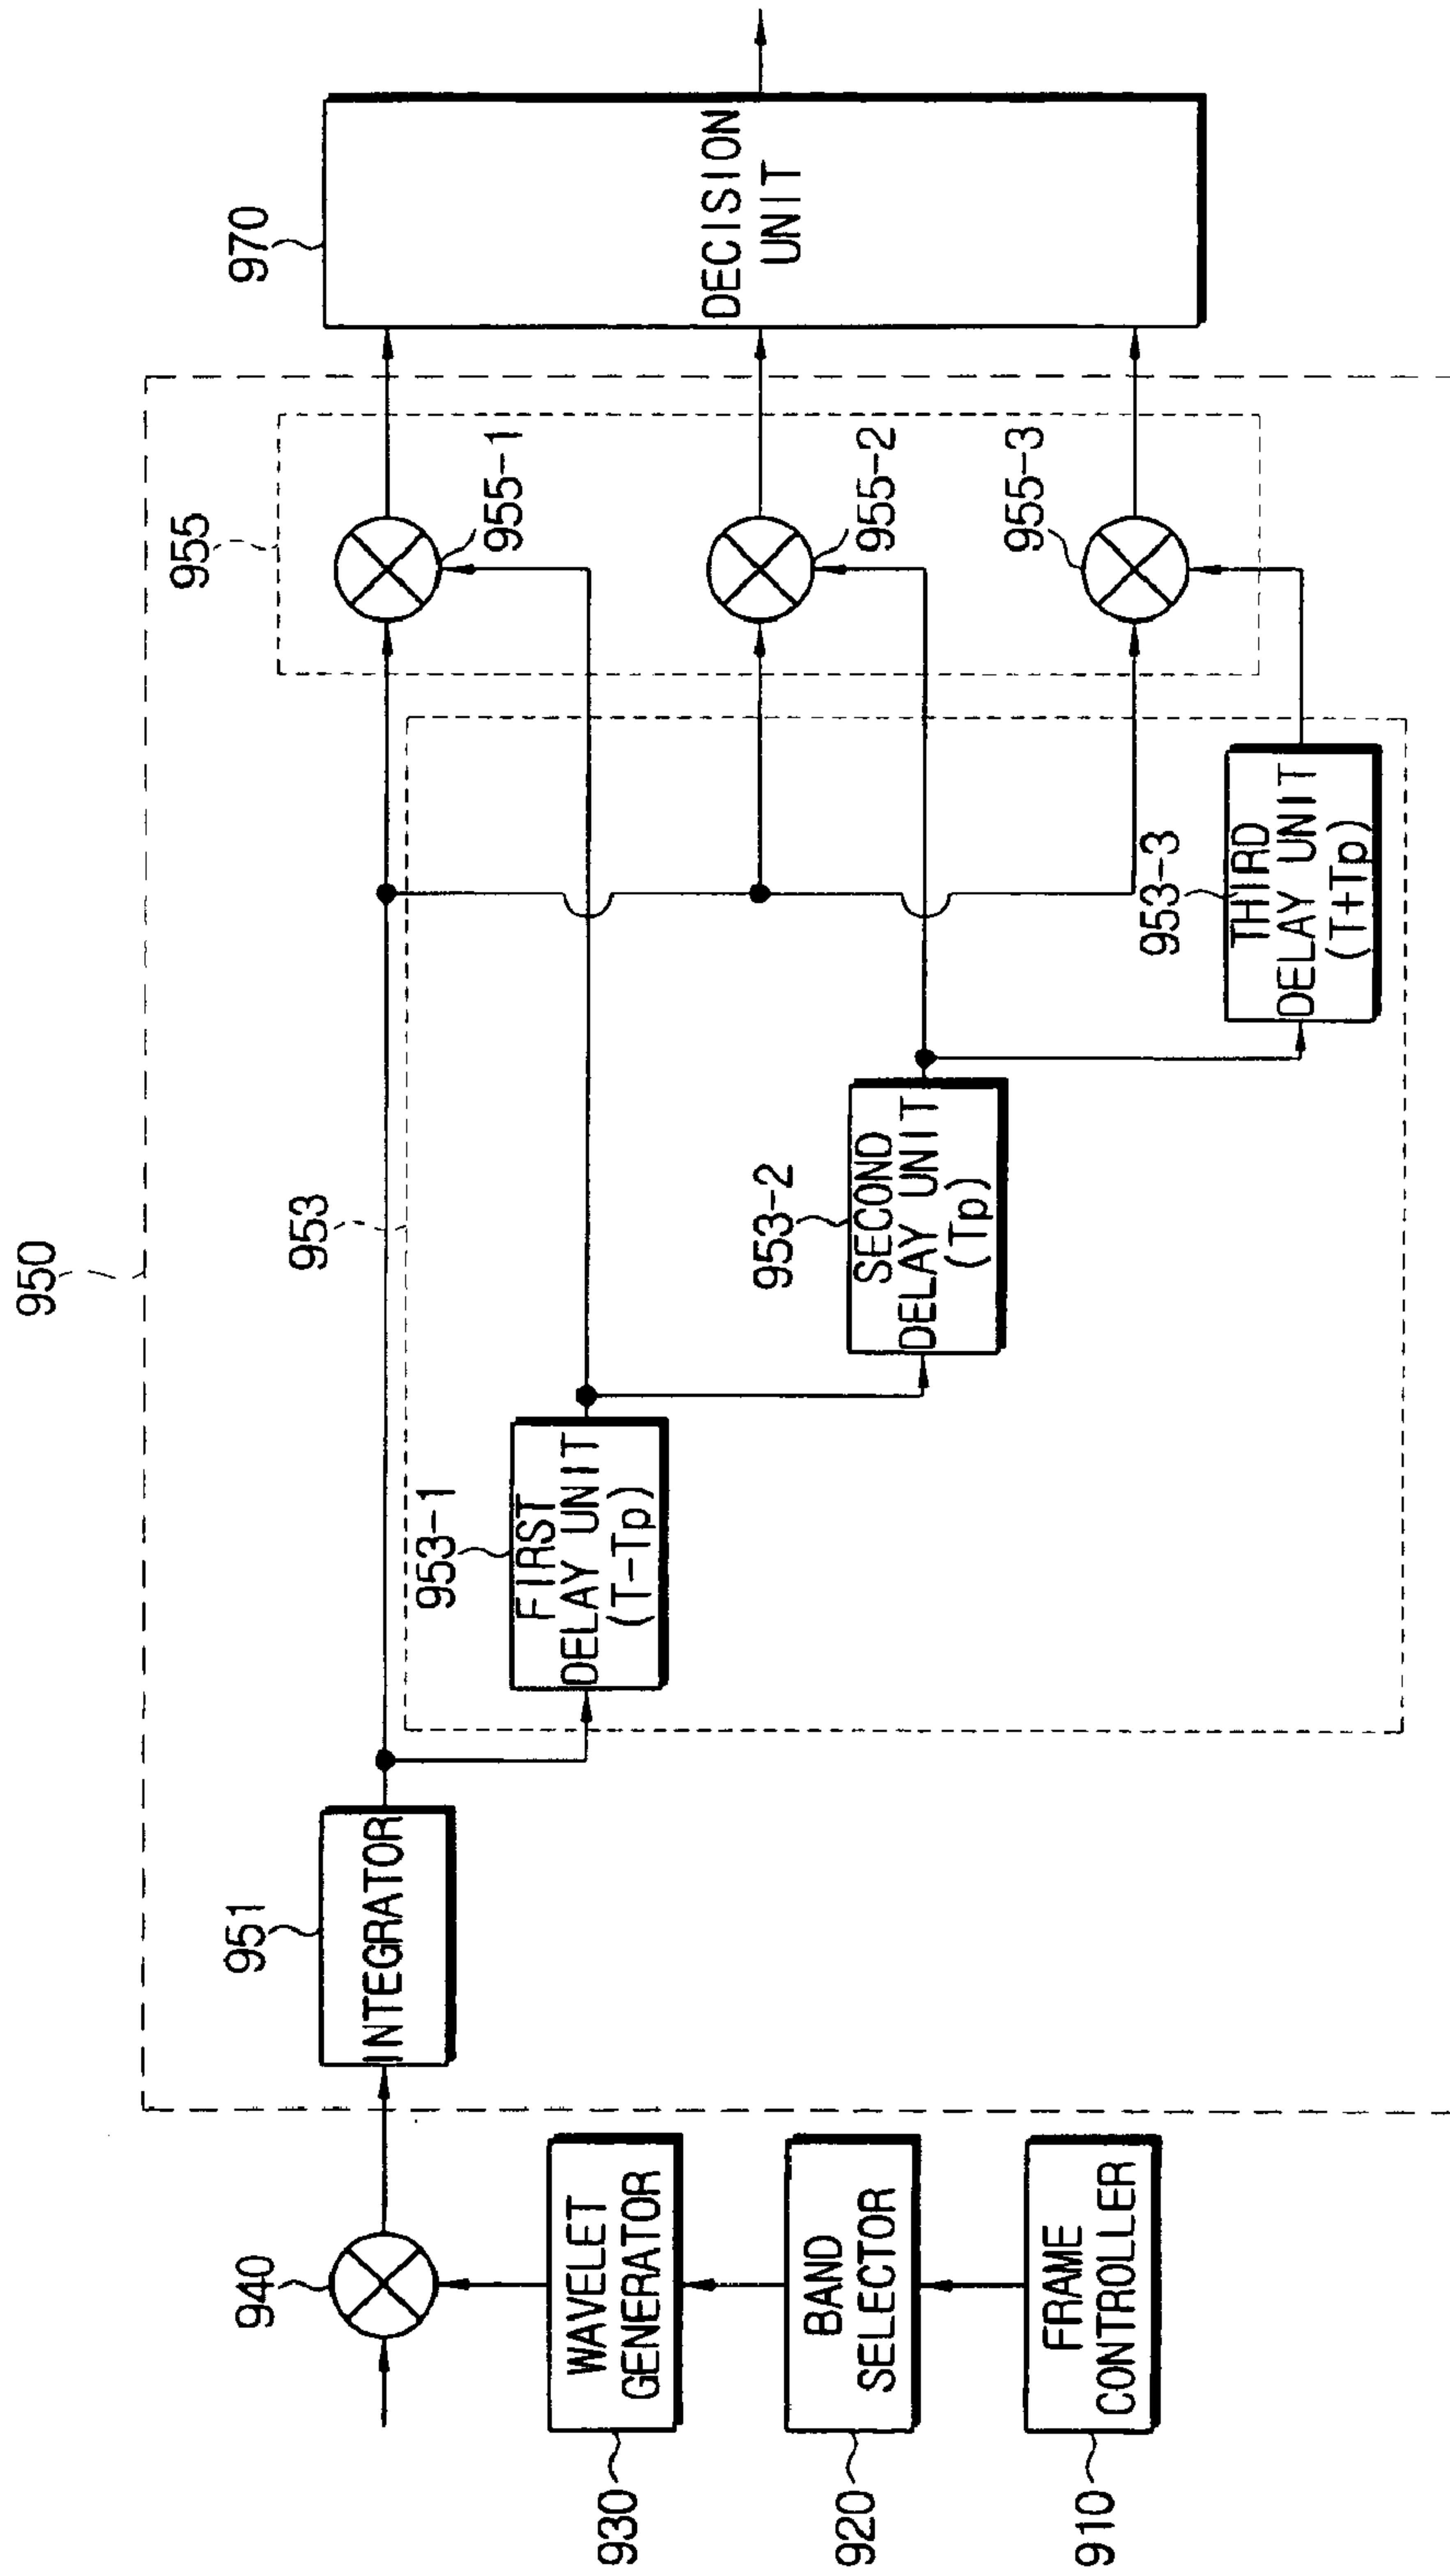 950
970
955
955-1
955-2
955-3
DECISION
UNIT
953
953-1
FIRST
DELAY UNIT
(T-Tp)
953-2
SECOND
DELAY UNIT
(Tp)
953-3
THIRD
DELAY UNIT
(T+Tp)
951
INTEGRATOR
940
930
WAVELET
GENERATOR
920
BAND
SELECTOR
910
FRAME
CONTROLLER